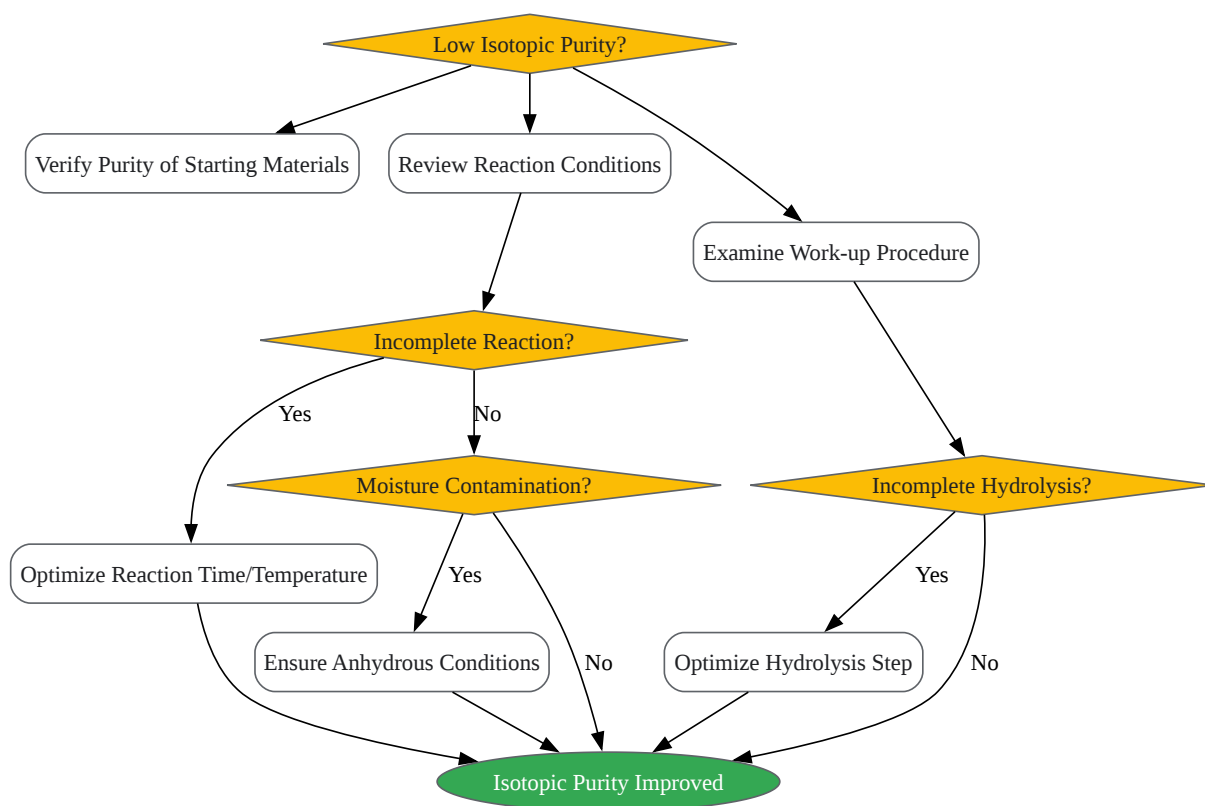 Low Isotopic Purity?
Verify Purity of Starting Materials
Review Reaction Conditions
Examine Work-up Procedure
Incomplete Reaction?
Yes
No
Moisture Contamination?
Incomplete Hydrolysis?
Optimize Reaction Time/Temperature
Yes
Yes
Ensure Anhydrous Conditions
No
Optimize Hydrolysis Step
No
Isotopic Purity Improved